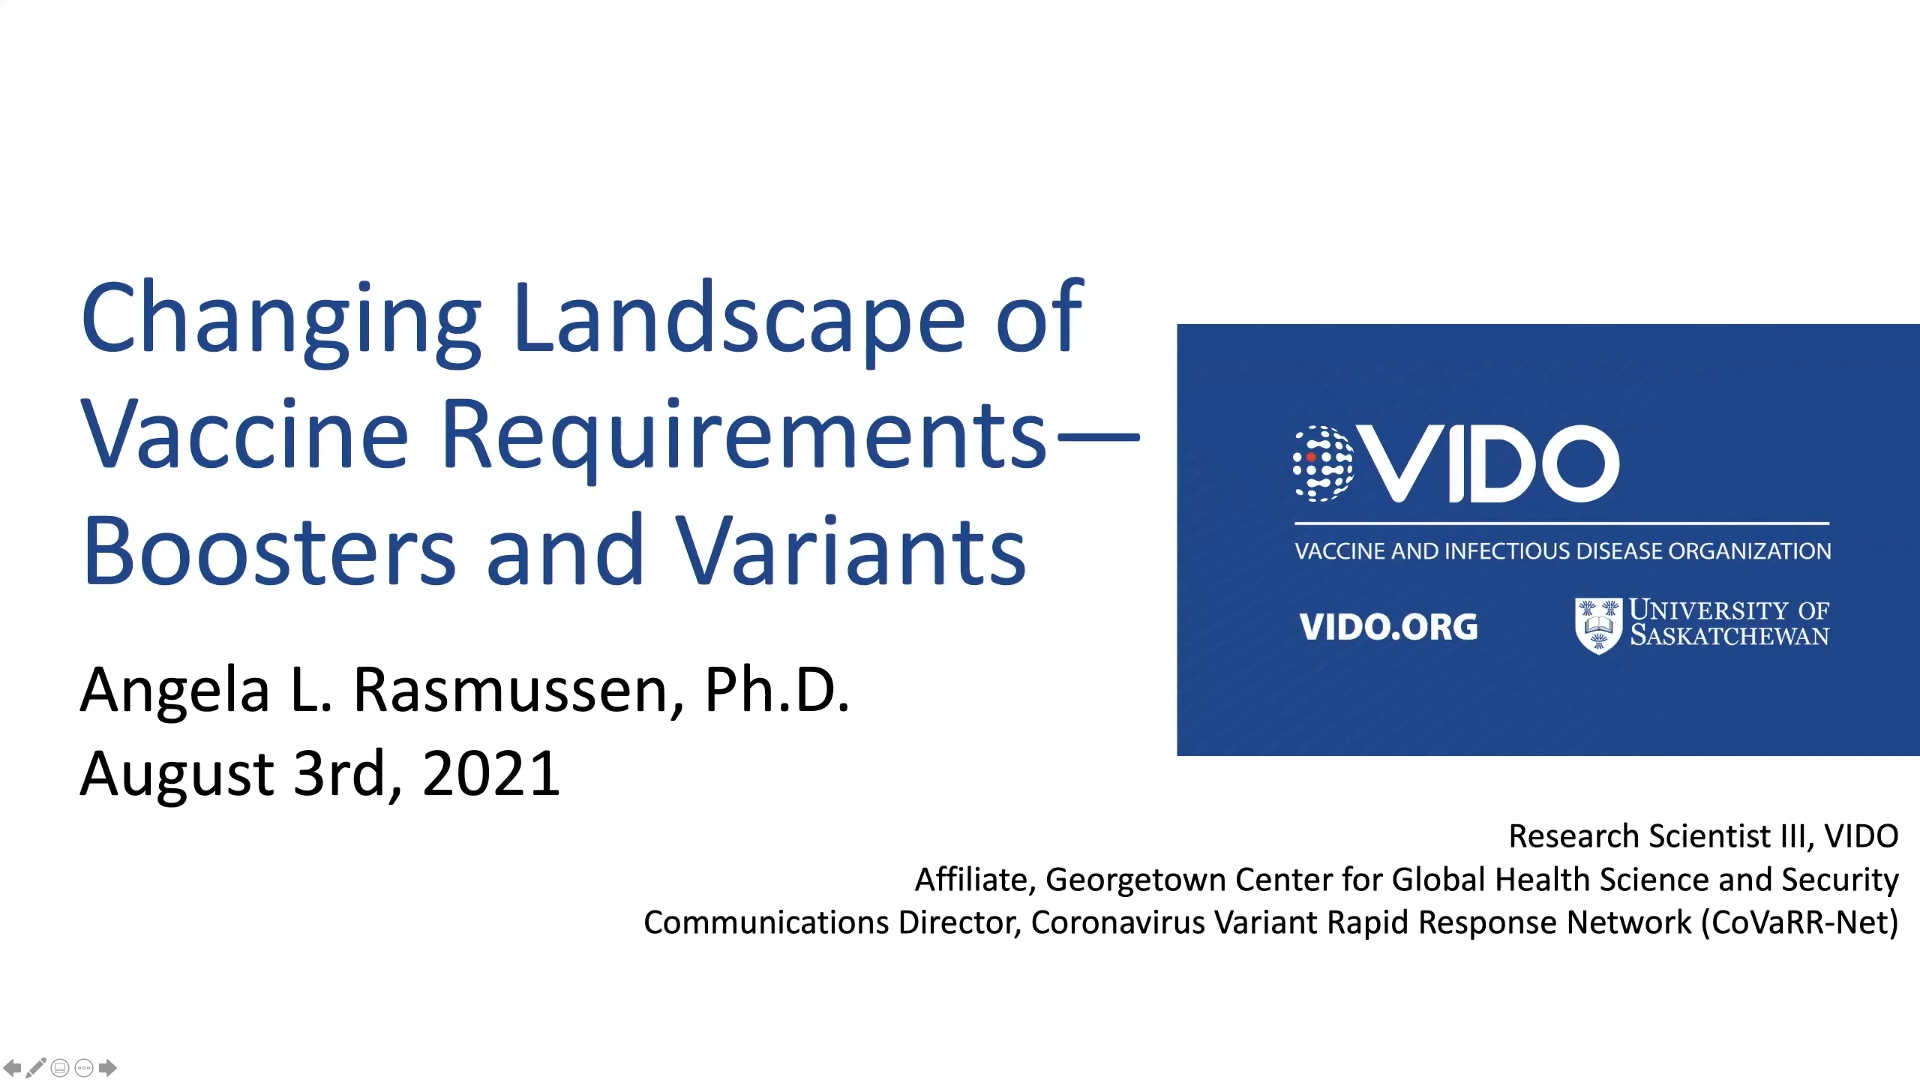 Changing Landscape of
Vaccine Requirements—
Boosters and Variants
Angela L. Rasmussen, Ph.D.
August 3rd, 2021
VIDO
VACCINE AND INFECTIOUS DISEASE ORGANIZATION
VIDO.ORG
UNIVERSITY OF
SASKATCHEWAN
Research Scientist III, VIDO
Affiliate, Georgetown Center for Global Health Science and Security
Communications Director, Coronavirus Variant Rapid Response Network (CoVaRR-Net)